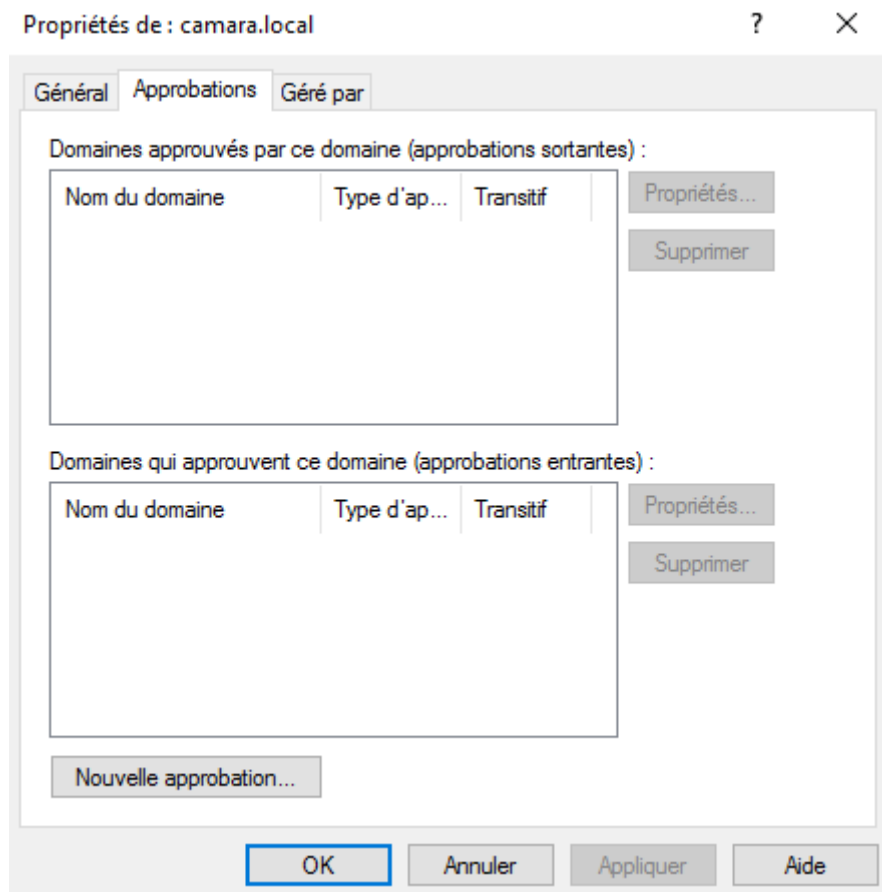 Propriétés de : camara.local ? ×
Général Approbations Géré par
Domaines approuvés par ce domaine (approbations sortantes) :
Nom du domaine Type d'ap... Transitif Propriétés...
Supprimer
Domaines qui approuvent ce domaine (approbations entrantes) :
Nom du domaine Type d'ap... Transitif Propriétés...
Supprimer
Nouvelle approbation...
OK Annuler Appliquer Aide